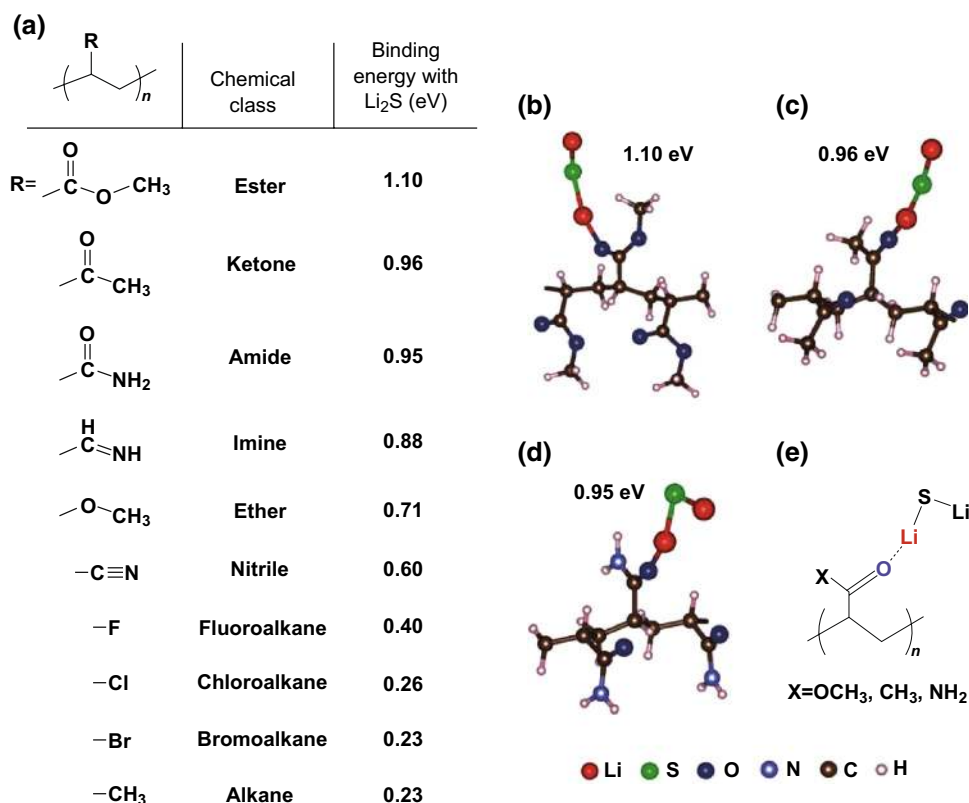 (a)
R
n
Chemical class
Binding energy with Li₂S (eV)
R= O C O CH₃ Ester 1.10
O C CH₃ Ketone 0.96
O C NH₂ Amide 0.95
H C NH Imine 0.88
O CH₃ Ether 0.71
–C≡N Nitrile 0.60
–F Fluoroalkane 0.40
–Cl Chloroalkane 0.26
–Br Bromoalkane 0.23
–CH₃ Alkane 0.23
(b)
1.10 eV
(c)
0.96 eV
(d)
0.95 eV
(e)
S
Li Li
X O
n
X=OCH₃, CH₃, NH₂
Li S O N C H